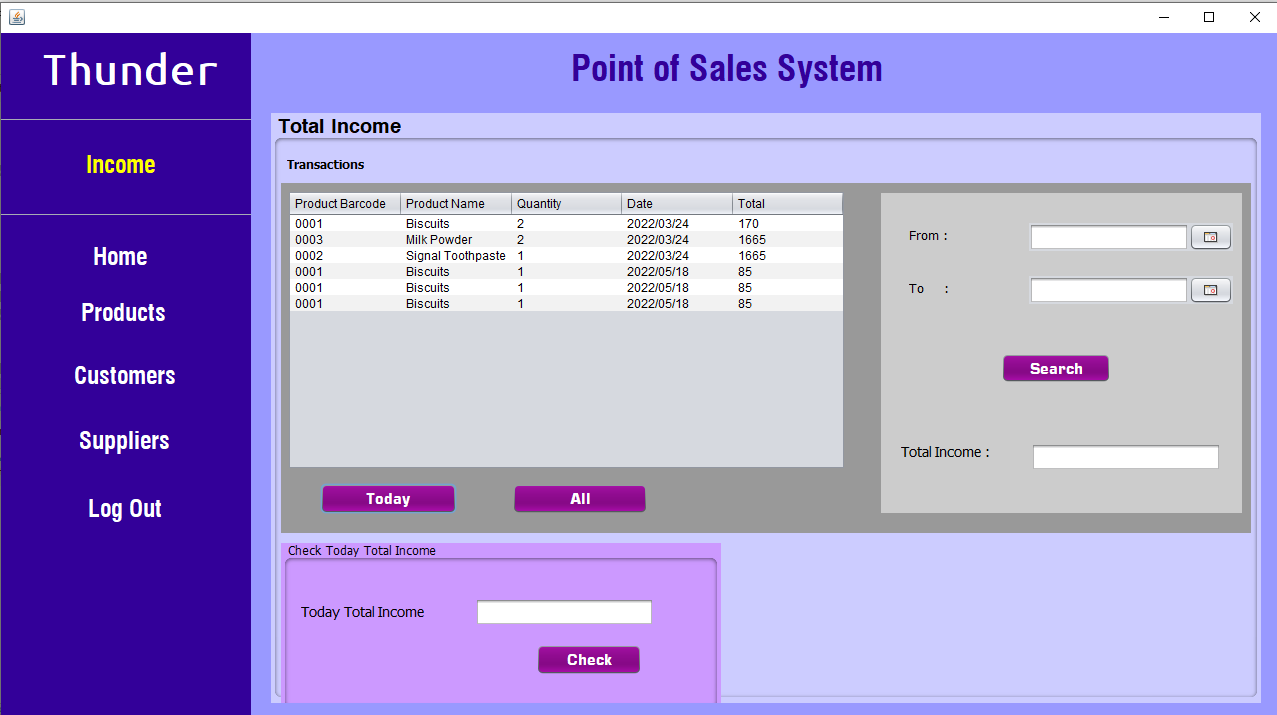 Thunder
Point of Sales System
Income
Home
Products
Customers
Suppliers
Log Out
Total Income
Transactions
Product Barcode Product Name Quantity Date Total
0001 Biscuits 2 2022/03/24 170
0003 Milk Powder 2 2022/03/24 1665
0002 Signal Toothpaste 1 2022/03/24 1665
0001 Biscuits 1 2022/05/18 85
0001 Biscuits 1 2022/05/18 85
0001 Biscuits 1 2022/05/18 85
Today All
From :
To :
Search
Total Income :
Check Today Total Income
Today Total Income
Check